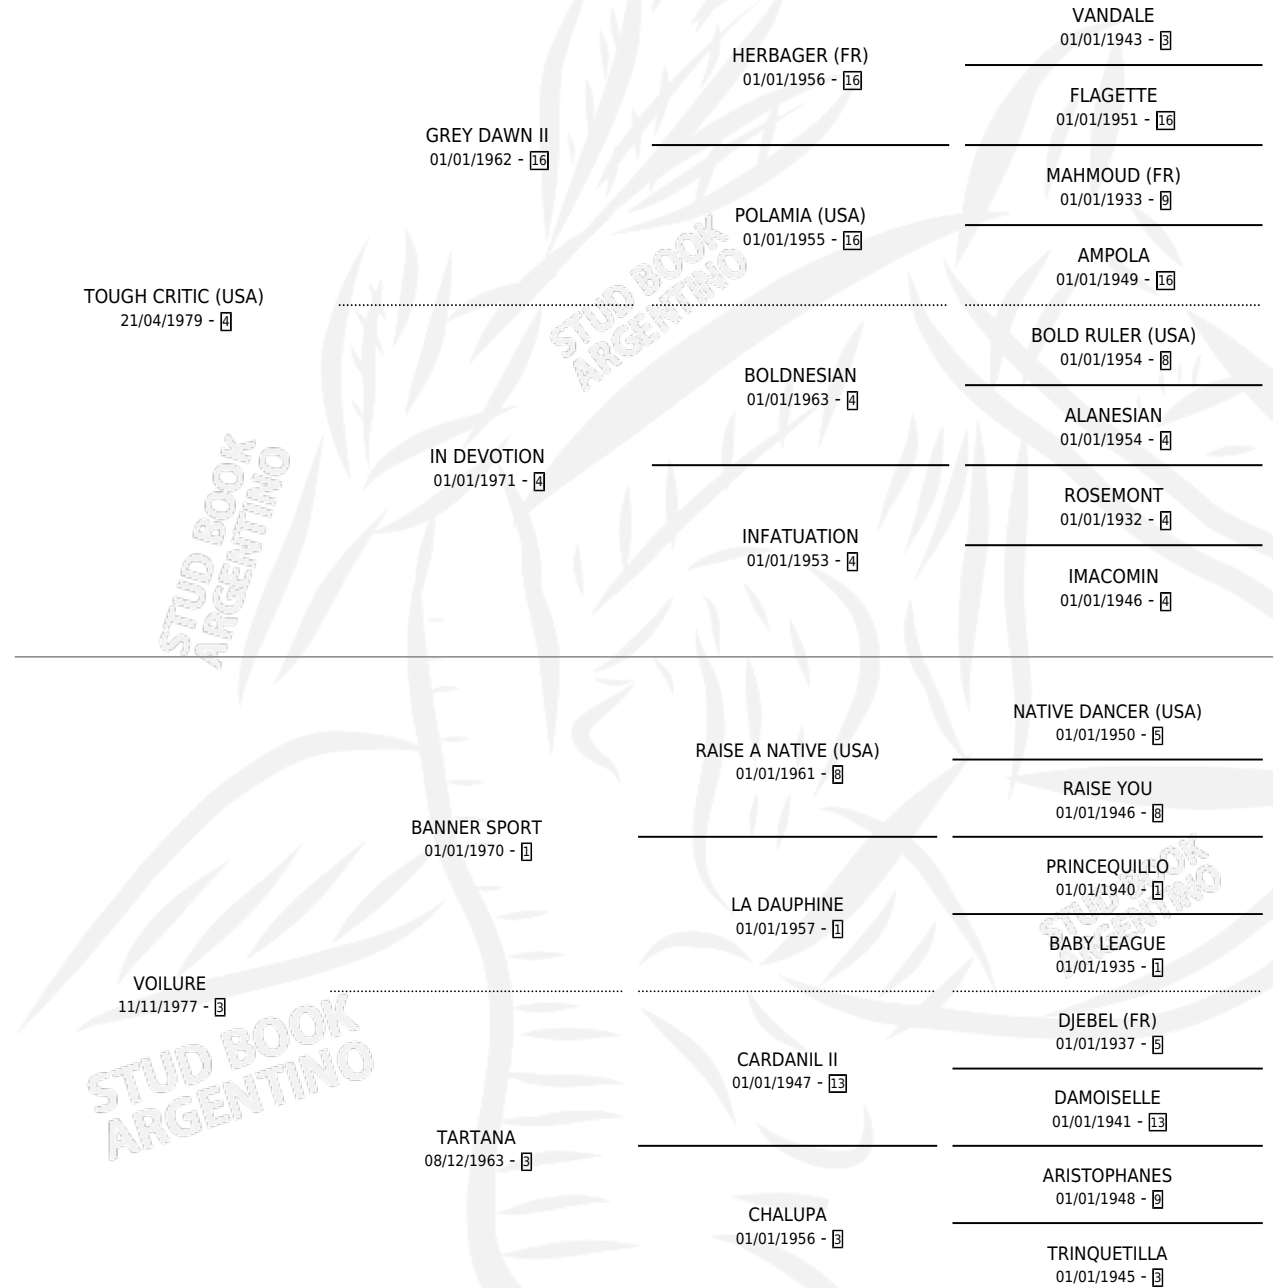 VANDALE
01/01/1943 - 3
HERBAGER (FR)
01/01/1956 - 16
FLAGETTE
01/01/1951 - 16
GREY DAWN II
01/01/1962 - 16
MAHMOUD (FR)
01/01/1933 - 9
POLAMIA (USA)
01/01/1955 - 16
AMPOLA
01/01/1949 - 16
TOUGH CRITIC (USA)
21/04/1979 - 4
BOLD RULER (USA)
01/01/1954 - 8
BOLDNESIAN
01/01/1963 - 4
ALANESIAN
01/01/1954 - 4
IN DEVOTION
01/01/1971 - 4
ROSEMONT
01/01/1932 - 4
INFATUATION
01/01/1953 - 4
IMACOMIN
01/01/1946 - 4
NATIVE DANCER (USA)
01/01/1950 - 5
RAISE A NATIVE (USA)
01/01/1961 - 8
RAISE YOU
01/01/1946 - 8
BANNER SPORT
01/01/1970 - 1
PRINCEQUILLO
01/01/1940 - 1
LA DAUPHINE
01/01/1957 - 1
BABY LEAGUE
01/01/1935 - 1
VOILURE
11/11/1977 - 3
DJEBEL (FR)
01/01/1937 - 5
CARDANIL II
01/01/1947 - 13
DAMOISELLE
01/01/1941 - 13
TARTANA
08/12/1963 - 3
ARISTOPHANES
01/01/1948 - 9
CHALUPA
01/01/1956 - 3
TRINQUETILLA
01/01/1945 - 3
STUD BOOK
ARGENTINO
STUD BOOK
ARGENTINO
STUD BOOK
ARGENTINO
STUD BOOK
ARGENTINO